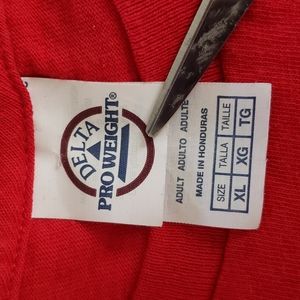 DELTA
PRO WEIGHT®
ADULT ADULTO ADULTE
MADE IN HONDURAS
SIZE TALLA TAILLE
XL XG TG